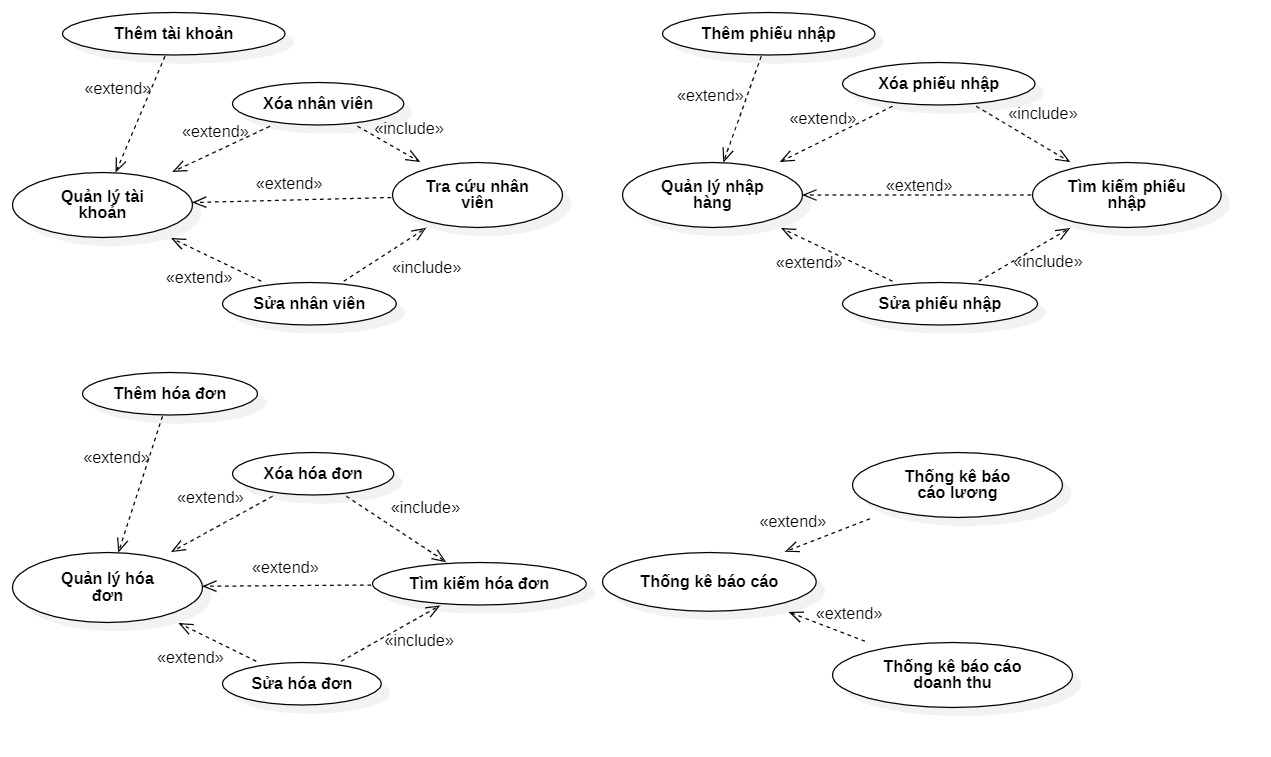 Thêm tài khoản
«extend»
Xóa nhân viên
«extend»
«include»
Quản lý tài
khoản
«extend»
Tra cứu nhân
viên
«extend»
«include»
Sửa nhân viên
Thêm phiếu nhập
«extend»
Xóa phiếu nhập
«extend»
«include»
Quản lý nhập
hàng
«extend»
Tìm kiếm phiếu
nhập
«extend»
«include»
Sửa phiếu nhập
Thêm hóa đơn
«extend»
Xóa hóa đơn
«extend»
«include»
Quản lý hóa
đơn
«extend»
Tìm kiếm hóa đơn
«extend»
«include»
Sửa hóa đơn
Thống kê báo
cáo lương
«extend»
Thống kê báo cáo
«extend»
Thống kê báo cáo
doanh thu